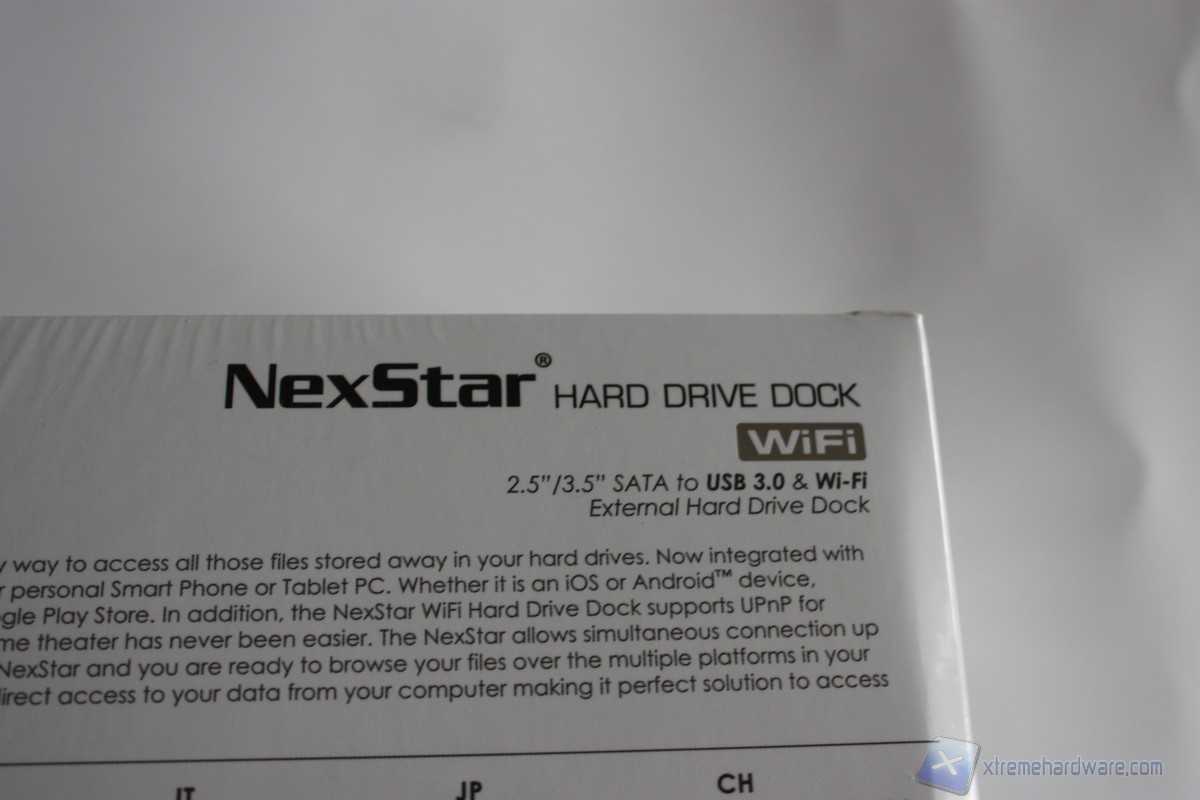 NexStar® HARD DRIVE DOCK
WiFi
2.5”/3.5” SATA to USB 3.0 & Wi-Fi
External Hard Drive Dock
way to access all those files stored away in your hard drives. Now integrated with
personal Smart Phone or Tablet PC. Whether it is an iOS or Android™ device,
gle Play Store. In addition, the NexStar WiFi Hard Drive Dock supports UPnP for
me theater has never been easier. The NexStar allows simultaneous connection up
NexStar and you are ready to browse your files over the multiple platforms in your
irect access to your data from your computer making it perfect solution to access
IT JP CH
xtremehardware.com